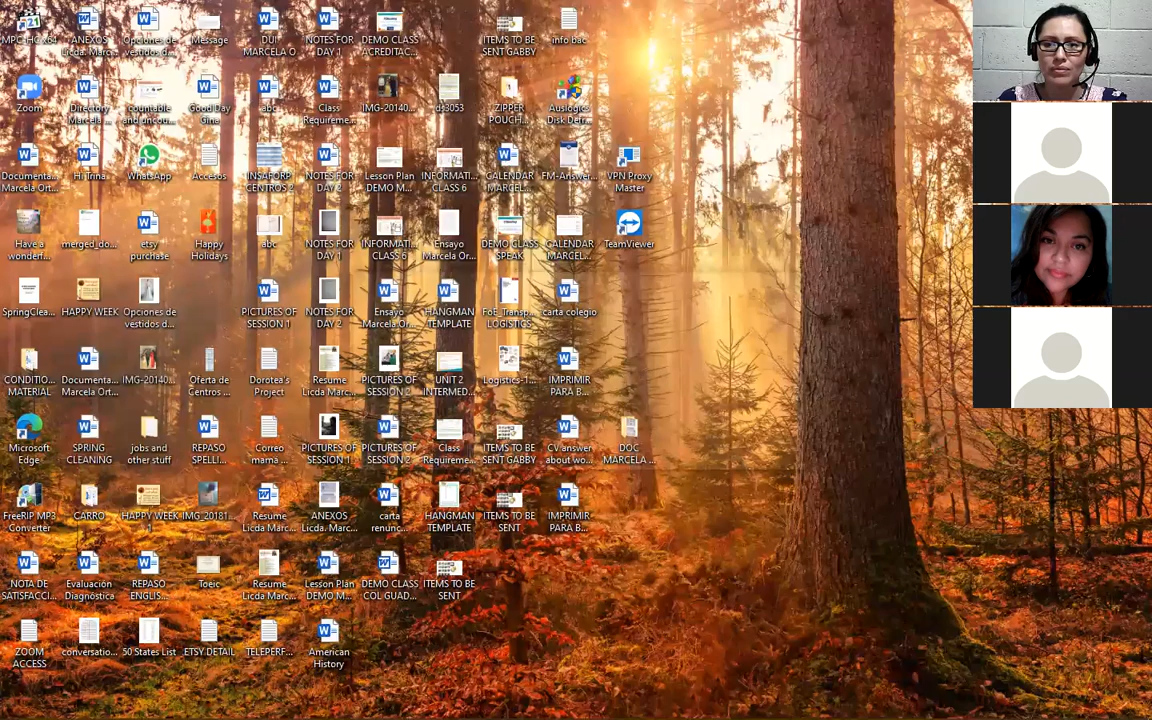 MPC-HC x64
ANEXOS
Licda. Marc...
Opciones de
vestidos d...
Message
DUI
MARCELA O
NOTES FOR
DAY 1
DEMO CLASS
ACREDITAC...
ITEMS TO BE
SENT GABBY
info bac
Zoom
Directory
Marcela ...
countable
and uncou...
Good Day
Gina
abc
Class
Requireme...
IMG-20140...
ds3053
ZIPPER
POUCH...
Auslogics
Disk Defr...
Documenta...
Marcela Ort...
Hi Trina
WhatsApp
Accesos
INSAFORP
CENTROS 2
NOTES FOR
DAY 2
Lesson Plan
DEMO M...
INFORMATI...
CLASS 6
CALENDAR
MARCEL...
FM-Answer...
VPN Proxy
Master
Have a
wonderf...
merged_do...
etsy
purchase
Happy
Holidays
abc
NOTES FOR
DAY 1
INFORMATI...
CLASS 6
Ensayo
Marcela Or...
DEMO CLASS
SPEAK
CALENDAR
MARCEL...
TeamViewer
SpringClea...
HAPPY WEEK
Opciones de
vestidos d...
PICTURES OF
SESSION 1
NOTES FOR
DAY 2
Ensayo
Marcela Or...
HANGMAN
TEMPLATE
FoE_Transp...
LOGISTICS
carta colegio
CONDITIO...
MATERIAL
Documenta...
Marcela Ort...
IMG-20140...
Oferta de
Centros ...
Dorotea's
Project
Resume
Licda Marc...
PICTURES OF
SESSION 2
UNIT 2
INTERMED...
Logistics-1...
IMPRIMIR
PARA B...
Microsoft
Edge
SPRING
CLEANING
jobs and
other stuff
REPASO
SPELLI...
Correo
mama ...
PICTURES OF
SESSION 1
PICTURES OF
SESSION 2
Class
Requireme...
ITEMS TO BE
SENT GABBY
CV answer
about wo...
DOC
MARCELA ...
FreeRIP MP3
Converter
CARRO
HAPPY WEEK
1
IMG_20181...
Resume
Licda Marc...
ANEXOS
Licda. Marc...
carta
renunc...
HANGMAN
TEMPLATE
ITEMS TO BE
SENT
IMPRIMIR
PARA B...
NOTA DE
SATISFACCI...
Evaluación
Diagnóstica
REPASO
ENGLIS...
Toeic
Resume
Licda Marc...
Lesson Plan
DEMO M...
DEMO CLASS
COL GUAD...
ITEMS TO BE
SENT
ZOOM
ACCESS
conversatio...
50 States List
ETSY DETAIL
TELEPERF...
American
History